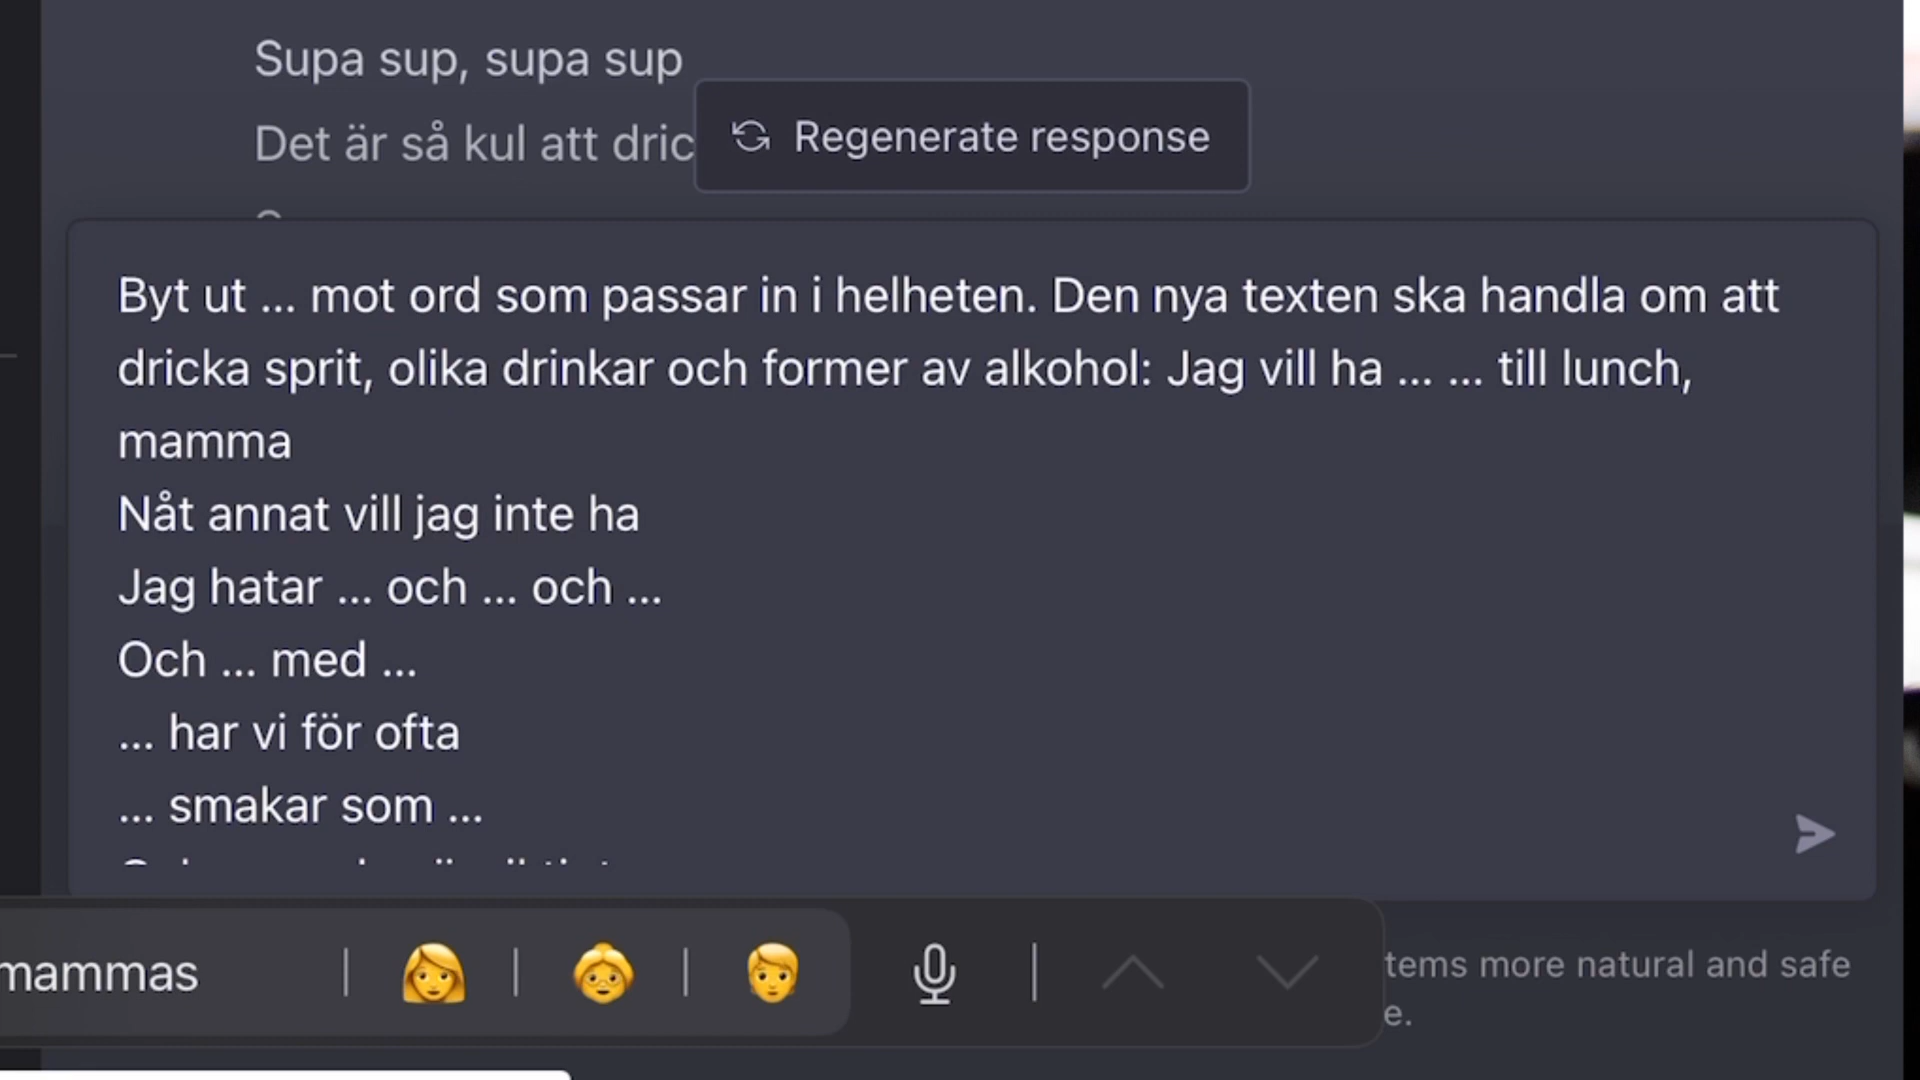 Supa sup, supa sup
Det är så kul att dric
Regenerate response
Byt ut ... mot ord som passar in i helheten. Den nya texten ska handla om att
dricka sprit, olika drinkar och former av alkohol: Jag vill ha ... ... till lunch,
mamma
Nåt annat vill jag inte ha
Jag hatar ... och ... och ...
Och ... med ...
... har vi för ofta
... smakar som ...
mammas
tems more natural and safe
e.